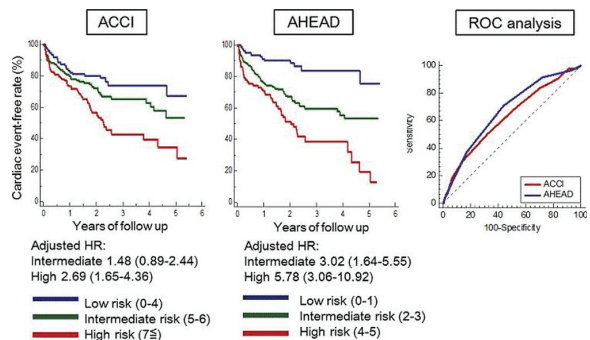 ACCI
AHEAD
ROC analysis
Cardiac event-free rate (%)
100
80
60
40
20
0
0 1 2 3 4 5 6
Years of follow up
100
80
60
40
20
0
0 1 2 3 4 5 6
Years of follow up
Sensitivity
100
80
60
40
20
0
0 20 40 60 80 100
100-Specificity
ACCI
AHEAD
Adjusted HR:
Intermediate 1.48 (0.89-2.44)
High 2.69 (1.65-4.36)
Low risk (0-4)
Intermediate risk (5-6)
High risk (7≦)
Adjusted HR:
Intermediate 3.02 (1.64-5.55)
High 5.78 (3.06-10.92)
Low risk (0-1)
Intermediate risk (2-3)
High risk (4-5)